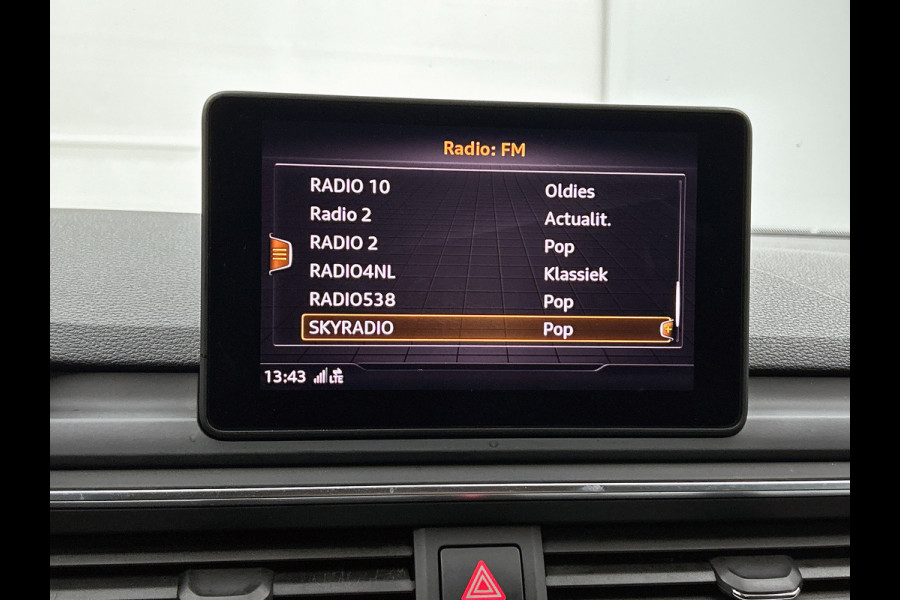 Radio: FM
RADIO 10 Oldies
Radio 2 Actualit.
RADIO 2 Pop
RADIO4NL Klassiek
RADIO538 Pop
SKYRADIO Pop
13:43 LTE